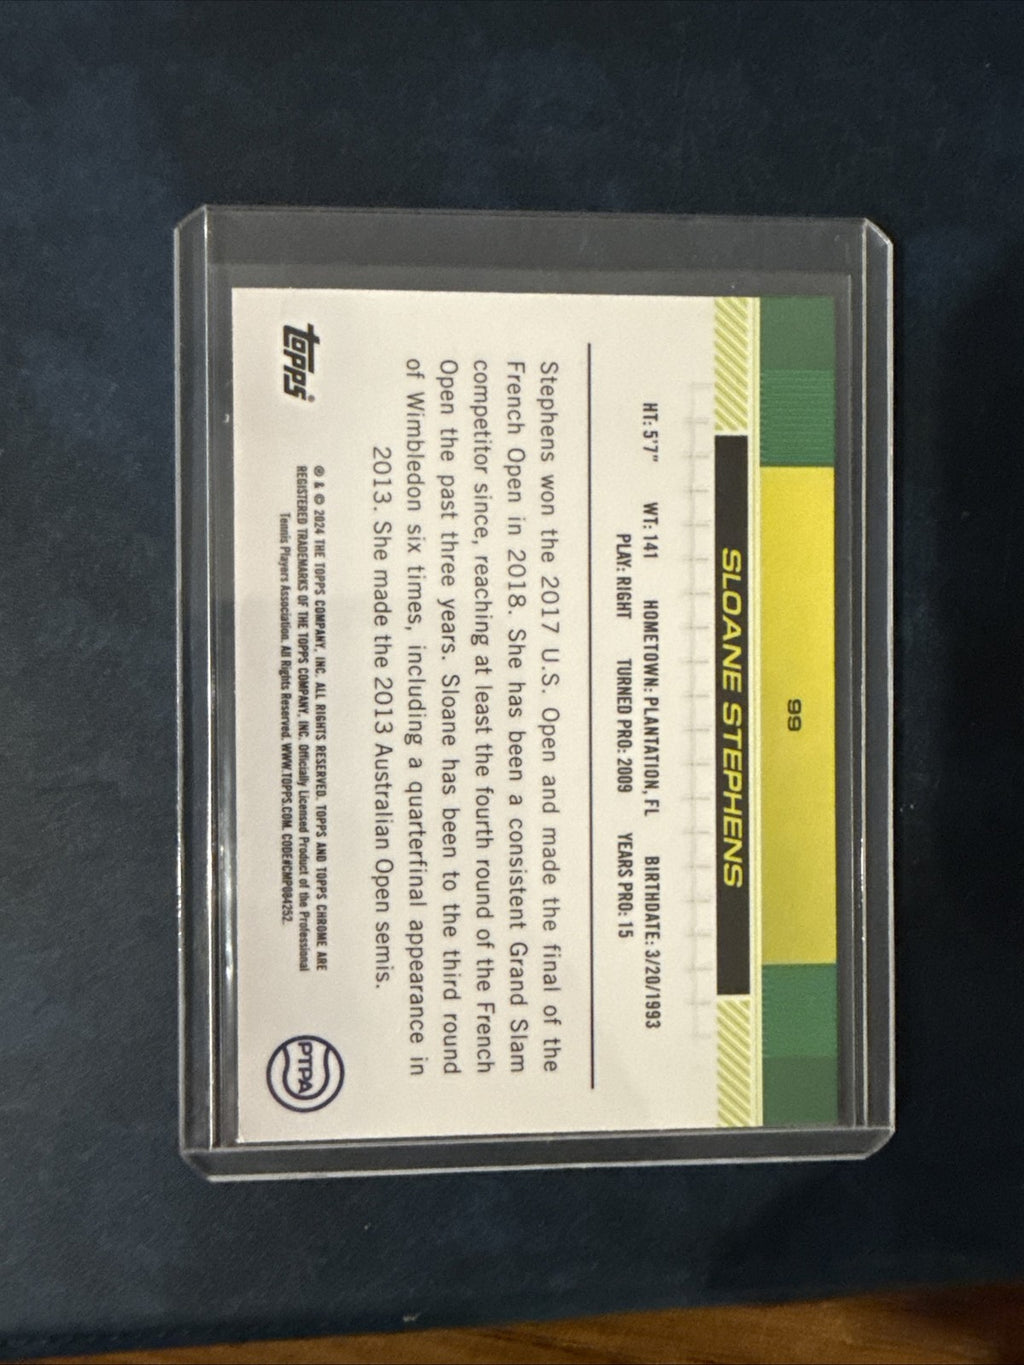 99
SLOANE STEPHENS
HT: 5'7" WT: 141 HOMETOWN: PLANTATION, FL BIRTHDATE: 3/20/1993
PLAY: RIGHT TURNED PRO: 2009 YEARS PRO: 15
Stephens won the 2017 U.S. Open and made the final of the
French Open in 2018. She has been a consistent Grand Slam
competitor since, reaching at least the fourth round of the French
Open the past three years. Sloane has been to the third round
of Wimbledon six times, including a quarterfinal appearance in
2013. She made the 2013 Australian Open semis.
topps®
® & © 2024 THE TOPPS COMPANY, INC. ALL RIGHTS RESERVED. TOPPS AND TOPPS CHROME ARE
REGISTERED TRADEMARKS OF THE TOPPS COMPANY, INC. Officially Licensed Product of the Professional
Tennis Players Association. All Rights Reserved. WWW.TOPPS.COM. CODE#CMP084252.
PTPA